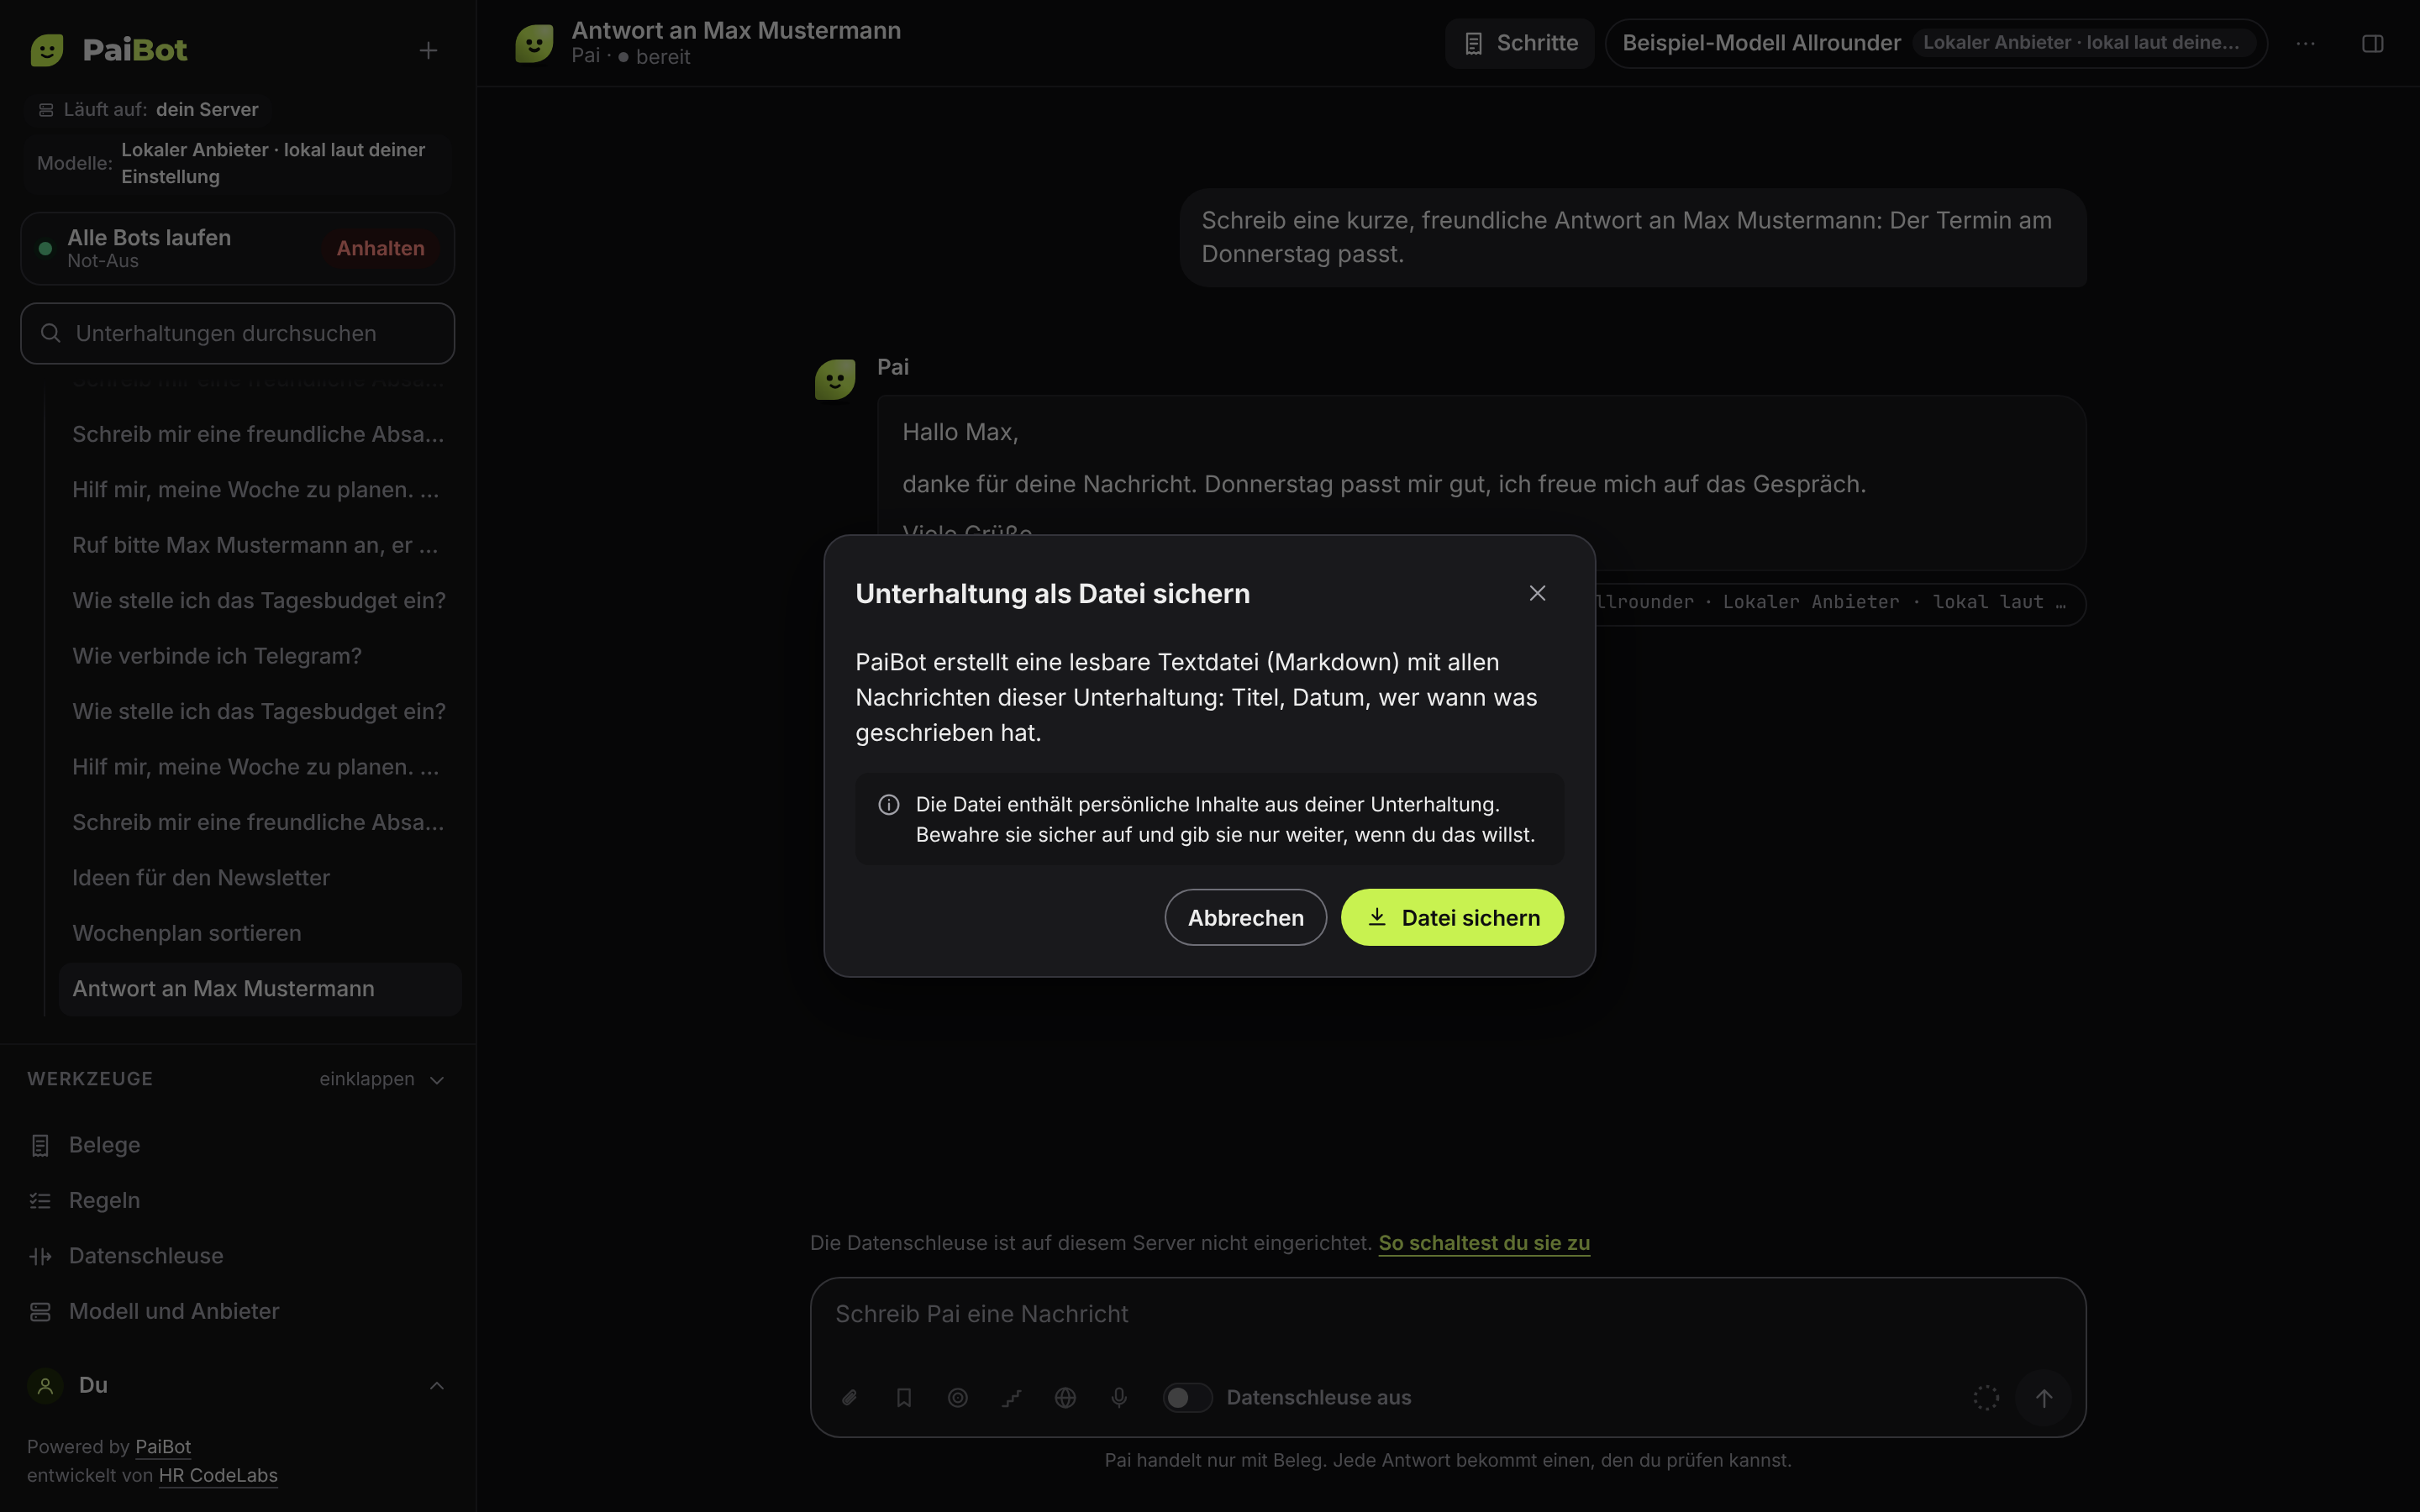 PaiBot
Läuft auf: dein Server
Modelle: Lokaler Anbieter · lokal laut deiner
Einstellung
Alle Bots laufen
Not-Aus
Anhalten
Unterhaltungen durchsuchen
Schreib mir eine freundliche Absa...
Hilf mir, meine Woche zu planen. ...
Ruf bitte Max Mustermann an, er ...
Wie stelle ich das Tagesbudget ein?
Wie verbinde ich Telegram?
Wie stelle ich das Tagesbudget ein?
Hilf mir, meine Woche zu planen. ...
Schreib mir eine freundliche Absa...
Ideen für den Newsletter
Wochenplan sortieren
Antwort an Max Mustermann
WERKZEUGE
einklappen
Belege
Regeln
Datenschleuse
Modell und Anbieter
Du
Powered by PaiBot
entwickelt von HR CodeLabs
Antwort an Max Mustermann
Pai · bereit
Schritte
Beispiel-Modell Allrounder Lokaler Anbieter · lokal laut deine...
Schreib eine kurze, freundliche Antwort an Max Mustermann: Der Termin am
Donnerstag passt.
Pai
Hallo Max,
danke für deine Nachricht. Donnerstag passt mir gut, ich freue mich auf das Gespräch.
Viele Grüße
llrounder · Lokaler Anbieter · lokal laut …
Unterhaltung als Datei sichern
PaiBot erstellt eine lesbare Textdatei (Markdown) mit allen
Nachrichten dieser Unterhaltung: Titel, Datum, wer wann was
geschrieben hat.
Die Datei enthält persönliche Inhalte aus deiner Unterhaltung.
Bewahre sie sicher auf und gib sie nur weiter, wenn du das willst.
Abbrechen
Datei sichern
Die Datenschleuse ist auf diesem Server nicht eingerichtet. So schaltest du sie zu
Schreib Pai eine Nachricht
Datenschleuse aus
Pai handelt nur mit Beleg. Jede Antwort bekommt einen, den du prüfen kannst.